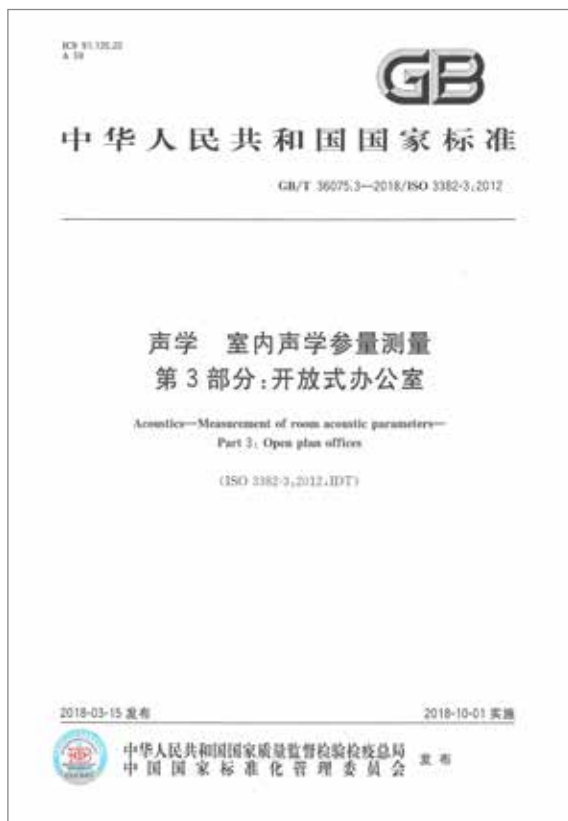 ICS 91.120.20
A 59
GB
中华人民共和国国家标准
GB/T 36075.3—2018/ISO 3382-3:2012
声学 室内声学参量测量
第3部分:开放式办公室
Acoustics—Measurement of room acoustic parameters—
Part 3: Open plan offices
(ISO 3382-3:2012,IDT)
2018-03-15 发布
2018-10-01 实施
中华人民共和国国家质量监督检验检疫总局
中国国家标准化管理委员会
发布